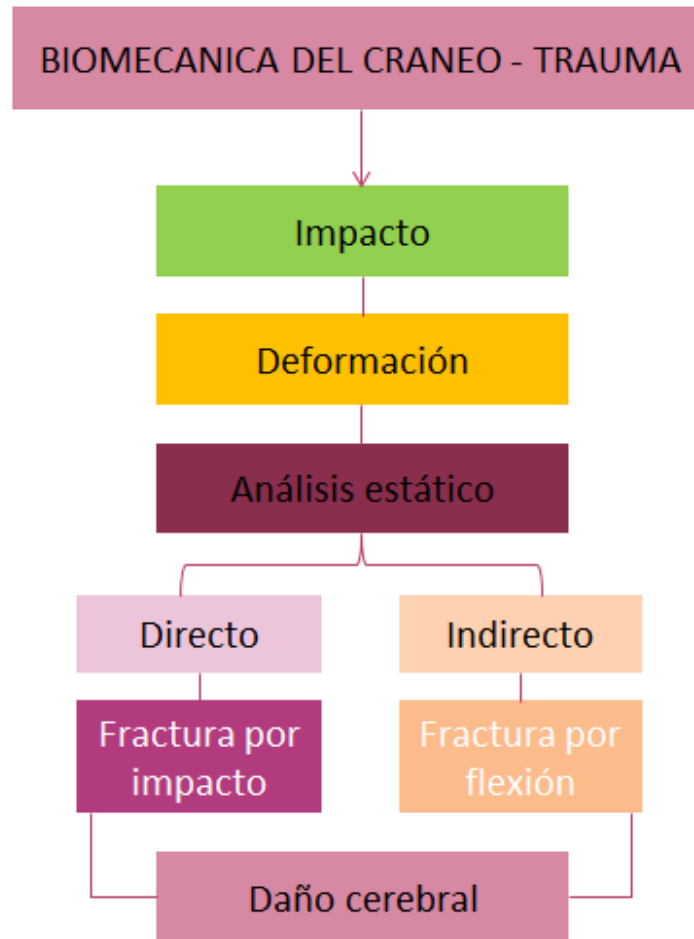 BIOMECANICA DEL CRANEO - TRAUMA
Impacto
Deformación
Análisis estático
Directo
Indirecto
Fractura por
impacto
Fractura por
flexión
Daño cerebral